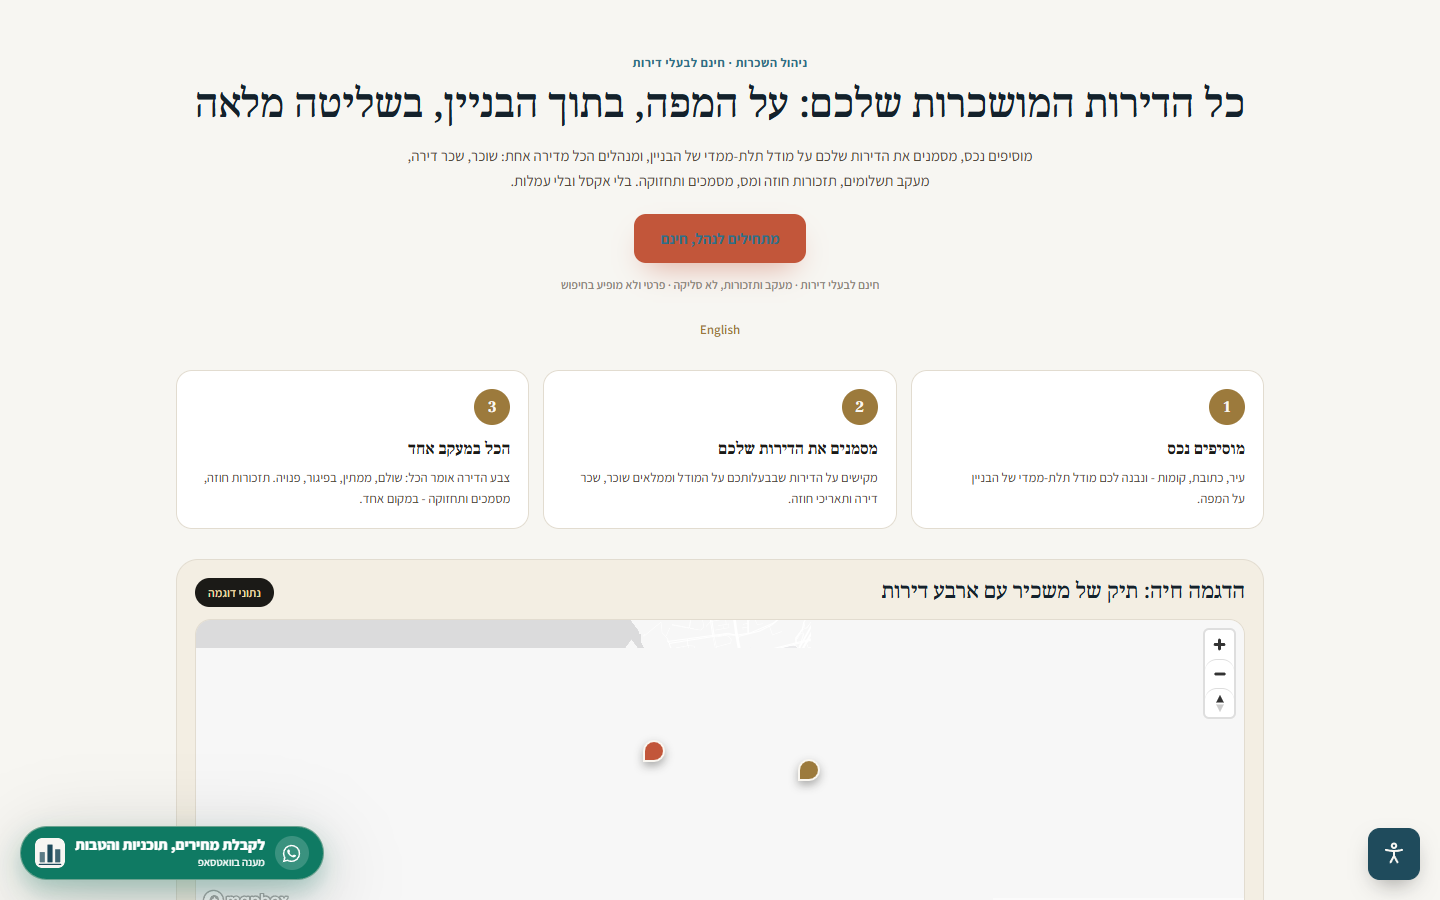 ניהול השכרות · חינם לבעלי דירות
כל הדירות המושכרות שלכם: על המפה, בתוך הבניין, בשליטה מלאה
מוסיפים נכס, מסמנים את הדירות שלכם על מודל תלת-ממדי של הבניין, ומנהלים הכל מדירה אחת: שוכר, שכר דירה,
מעקב תשלומים, תזכורות חוזה ומס, מסמכים ותחזוקה. בלי אקסל ובלי עמלות.
מתחילים לנהל, חינם
חינם לבעלי דירות · מעקב ותזכורות, לא סליקה · פרטי ולא מופיע בחיפוש
English
1
מוסיפים נכס
עיר, כתובת, קומות - ונבנה לכם מודל תלת-ממדי של הבניין
על המפה.
2
מסמנים את הדירות שלכם
מקישים על הדירות שבבעלותכם על המודל וממלאים שוכר, שכר
דירה ותאריכי חוזה.
3
הכל במעקב אחד
צבע הדירה אומר הכל: שולם, ממתין, בפיגור, פנויה. תזכורות חוזה,
מסמכים ותחזוקה - במקום אחד.
הדגמה חיה: תיק של משכיר עם ארבע דירות
נתוני דוגמה
לקבלת מחירים, תוכניות והטבות
מענה בוואטסאפ
mapbox